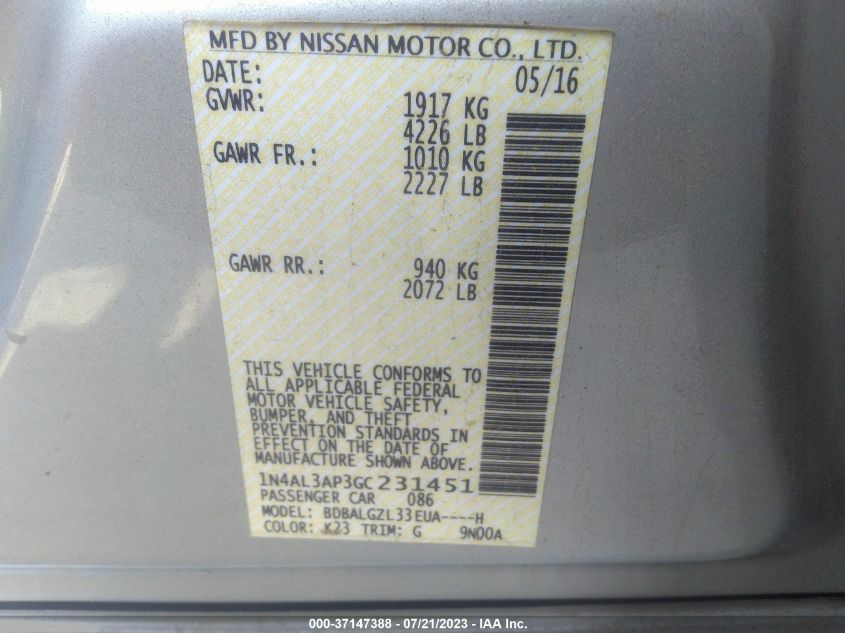 MFD BY NISSAN MOTOR CO., LTD.
DATE: 05/16
GVWR: 1917 KG
4226 LB
GAWR FR.: 1010 KG
2227 LB
GAWR RR.: 940 KG
2072 LB
THIS VEHICLE CONFORMS TO
ALL APPLICABLE FEDERAL
MOTOR VEHICLE SAFETY,
BUMPER, AND THEFT
PREVENTION STANDARDS IN
EFFECT ON THE DATE OF
MANUFACTURE SHOWN ABOVE.
1N4AL3AP3GC231451
PASSENGER CAR 086
MODEL: BDBALGZL33EUA----H
COLOR: K23 TRIM: G 9N00A
000-37147388 - 07/21/2023 - IAA Inc.